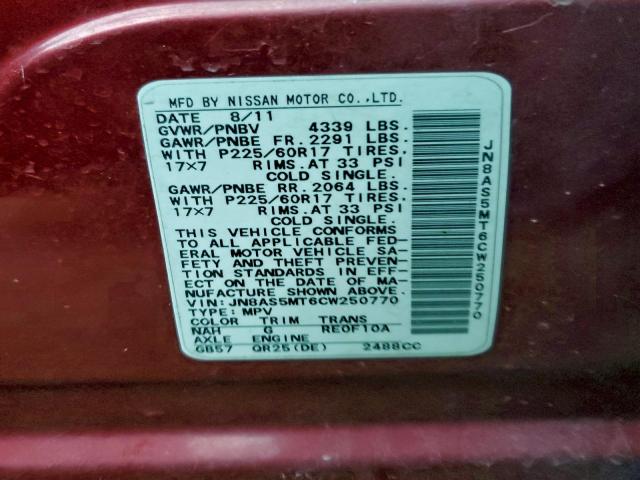 MFD BY NISSAN MOTOR CO.,LTD.
DATE 8/11
GVWR/PNBV 4339 LBS.
GAWR/PNBE FR. 2291 LBS.
WITH P225/60R17 TIRES.
17×7 RIMS.AT 33 PSI
COLD SINGLE.
GAWR/PNBE RR. 2064 LBS.
WITH P225/60R17 TIRES.
17×7 RIMS.AT 33 PSI
COLD SINGLE.
THIS VEHICLE CONFORMS
TO ALL APPLICABLE FED-
ERAL MOTOR VEHICLE SA-
FETY AND THEFT PREVEN-
TION STANDARDS IN EFF-
ECT ON THE DATE OF MA-
NUFACTURE SHOWN ABOVE.
VIN:JN8AS5MT6CW250770
TYPE:MPV
COLOR TRIM TRANS
NAH G RE0F10A
AXLE ENGINE
GB57 QR25(DE) 2488CC
JN8AS5MT6CW250770